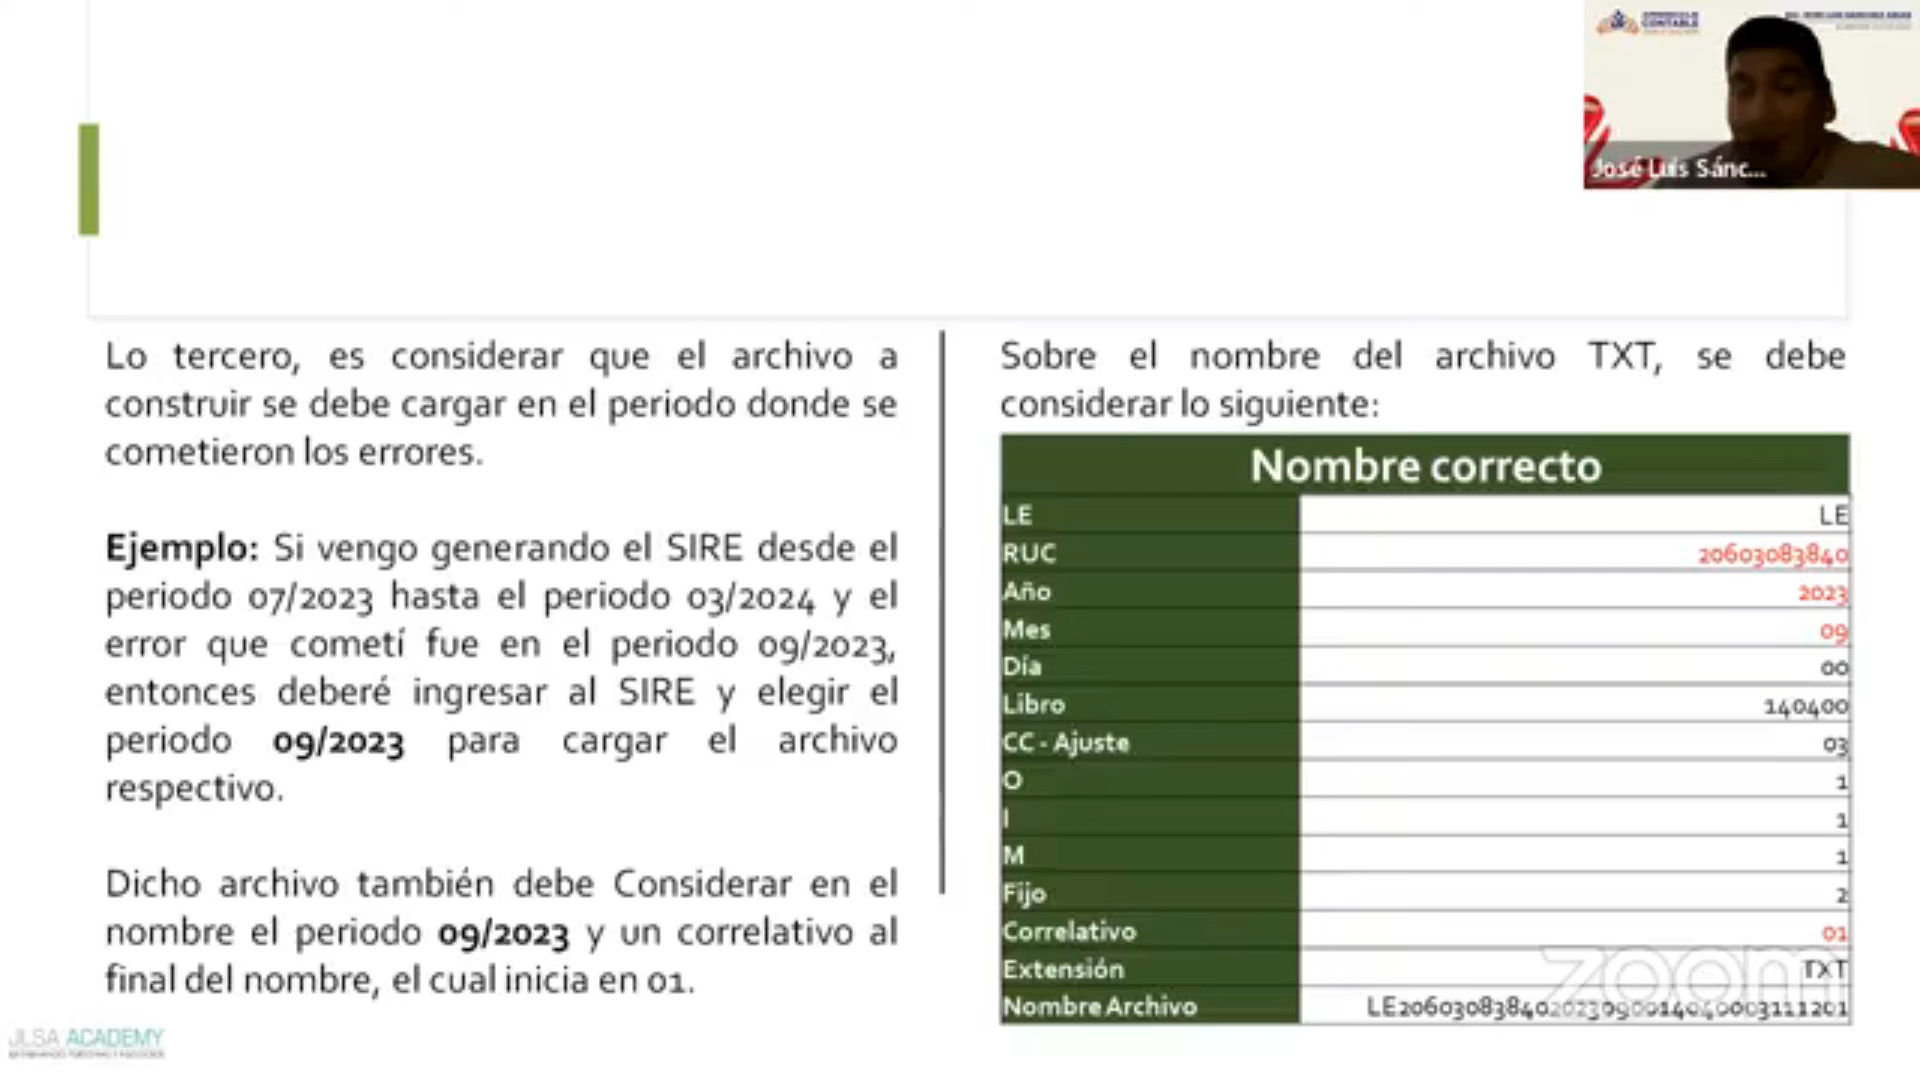 CONTABLE
José Luis Sánc...
Lo tercero, es considerar que el archivo a
construir se debe cargar en el periodo donde se
cometieron los errores.
Ejemplo: Si vengo generando el SIRE desde el
periodo 07/2023 hasta el periodo 03/2024 y el
error que cometí fue en el periodo 09/2023,
entonces deberé ingresar al SIRE y elegir el
periodo 09/2023 para cargar el archivo
respectivo.
Dicho archivo también debe Considerar en el
nombre el periodo 09/2023 y un correlativo al
final del nombre, el cual inicia en 01.
Sobre el nombre del archivo TXT, se debe
considerar lo siguiente:
Nombre correcto
LE LE
RUC 20603083840
Año 2023
Mes 09
Día 00
Libro 140400
CC - Ajuste 03
O 1
I 1
M 1
Fijo 2
Correlativo 01
Extensión TXT
Nombre Archivo LE206030838402023090014040003111201
zoom
JLSA ACADEMY